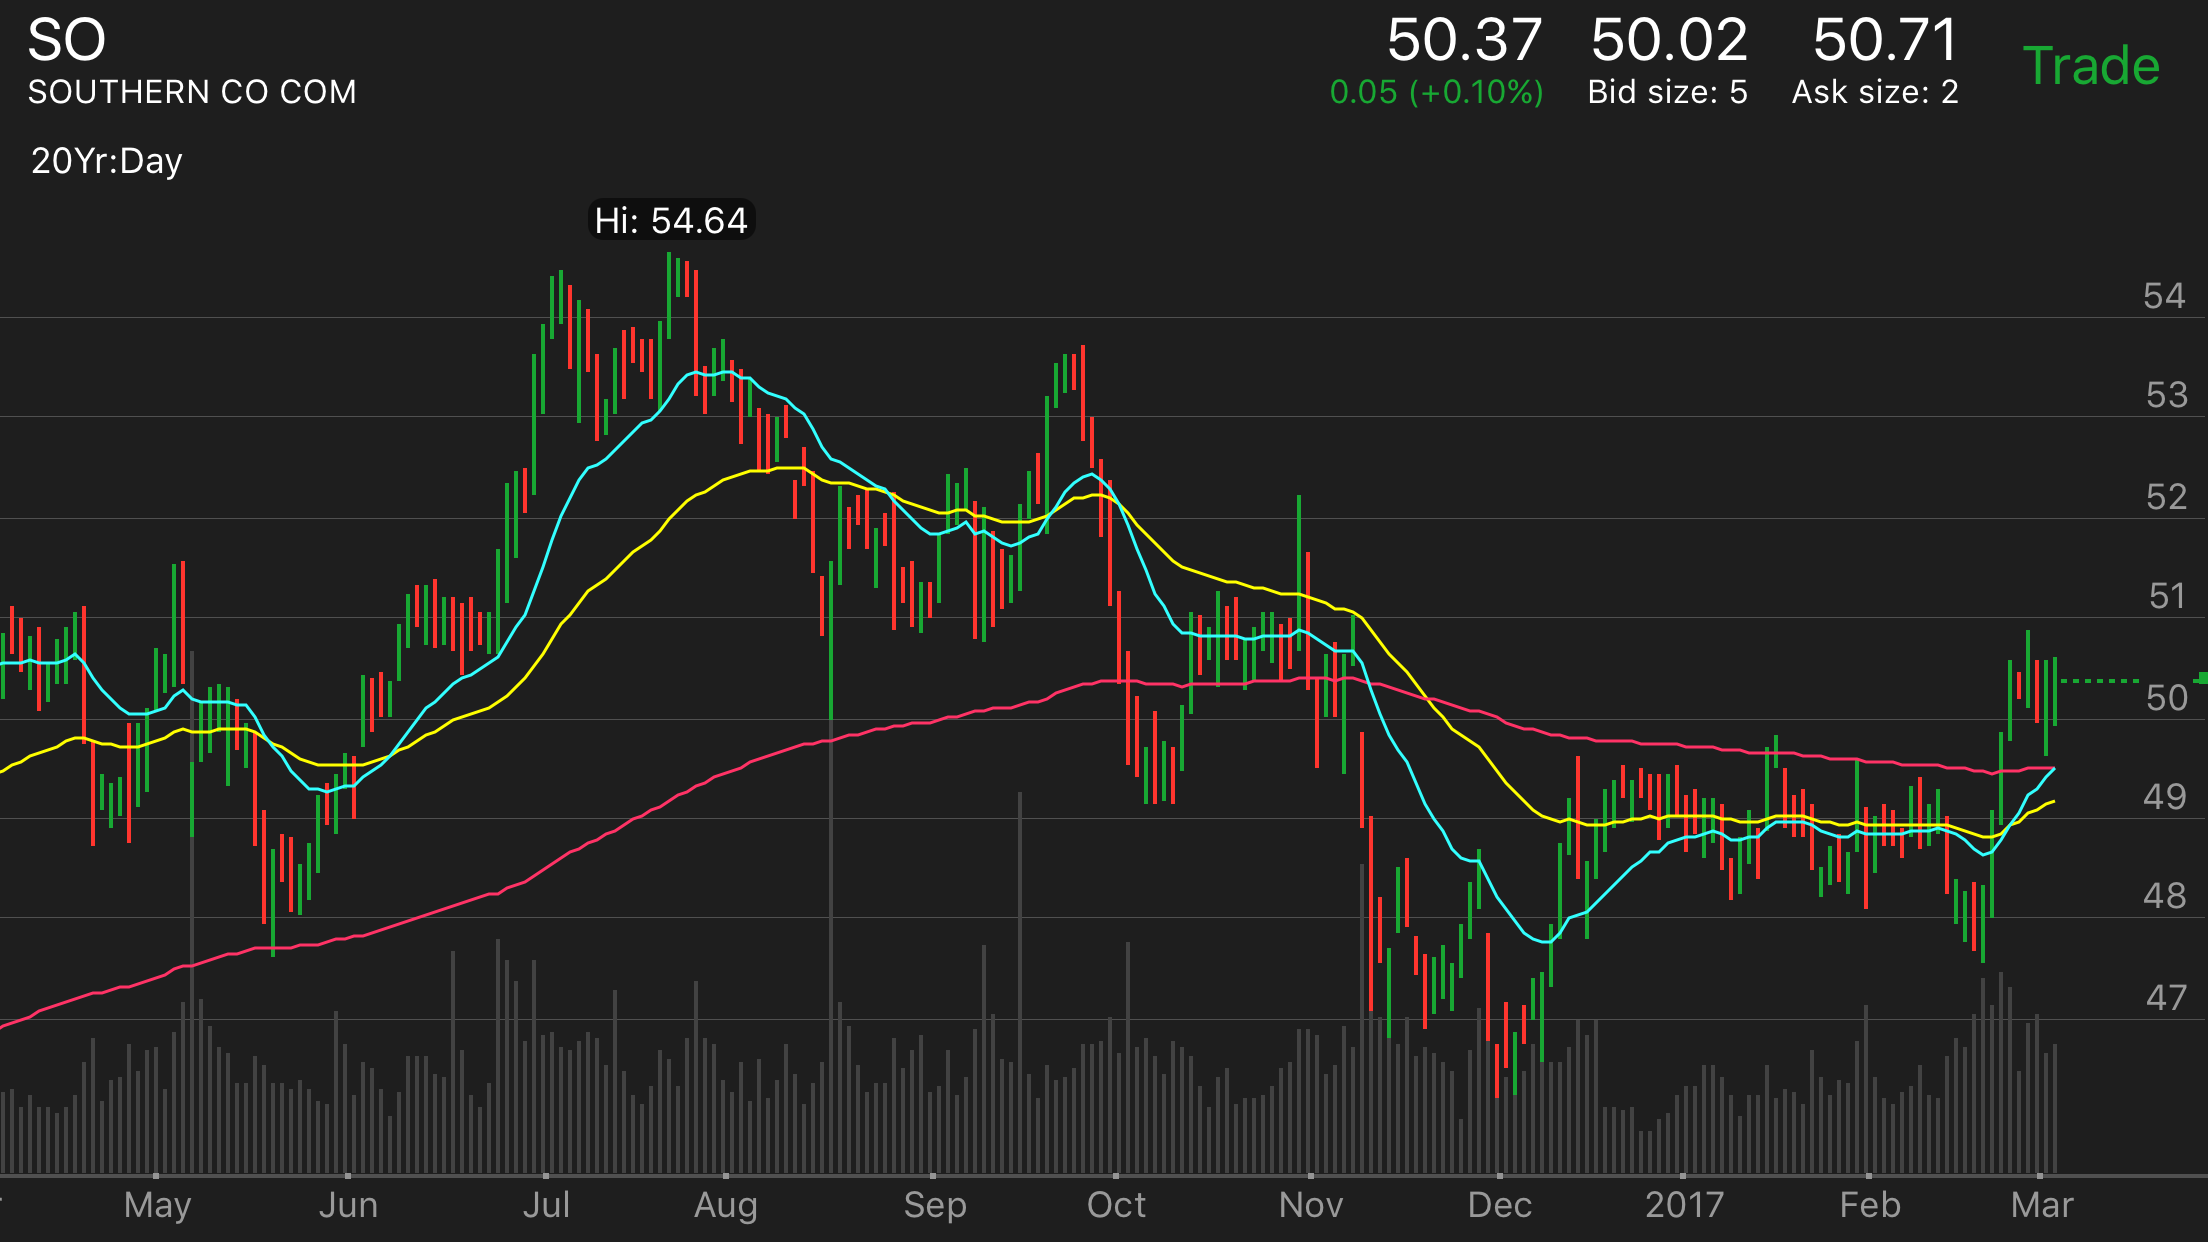 SO
SOUTHERN CO COM
50.37
0.05 (+0.10%)
50.02
Bid size: 5
50.71
Ask size: 2
Trade
20Yr:Day
Hi: 54.64
54
53
52
51
50
49
48
47
May Jun Jul Aug Sep Oct Nov Dec 2017 Feb Mar